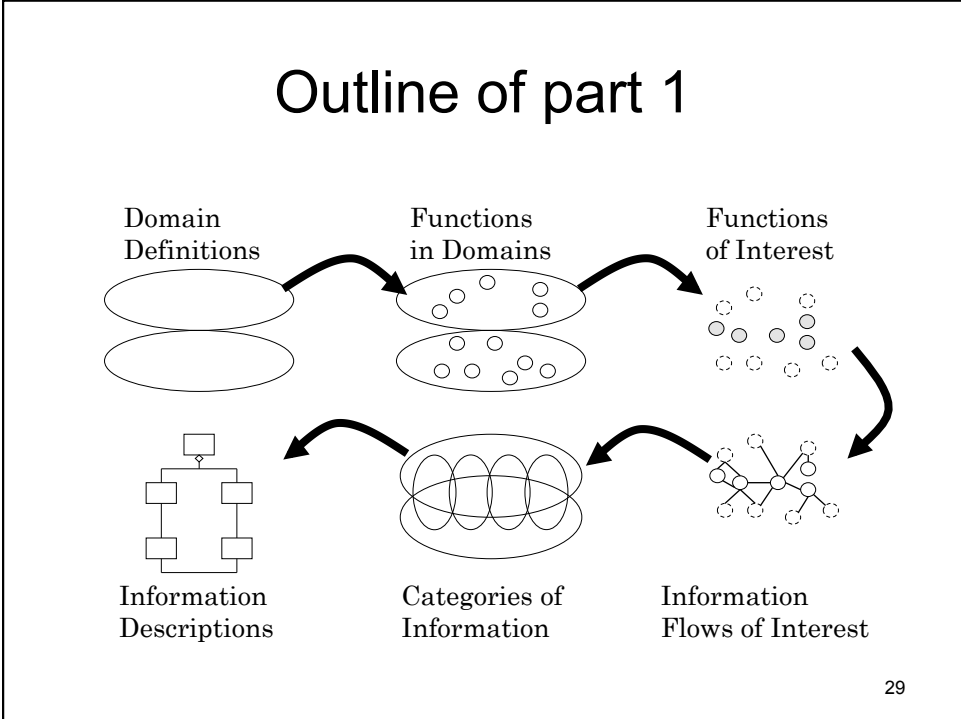 Outline of part 1
Domain
Definitions
Functions
in Domains
Functions
of Interest
Information
Descriptions
Categories of
Information
Information
Flows of Interest
29